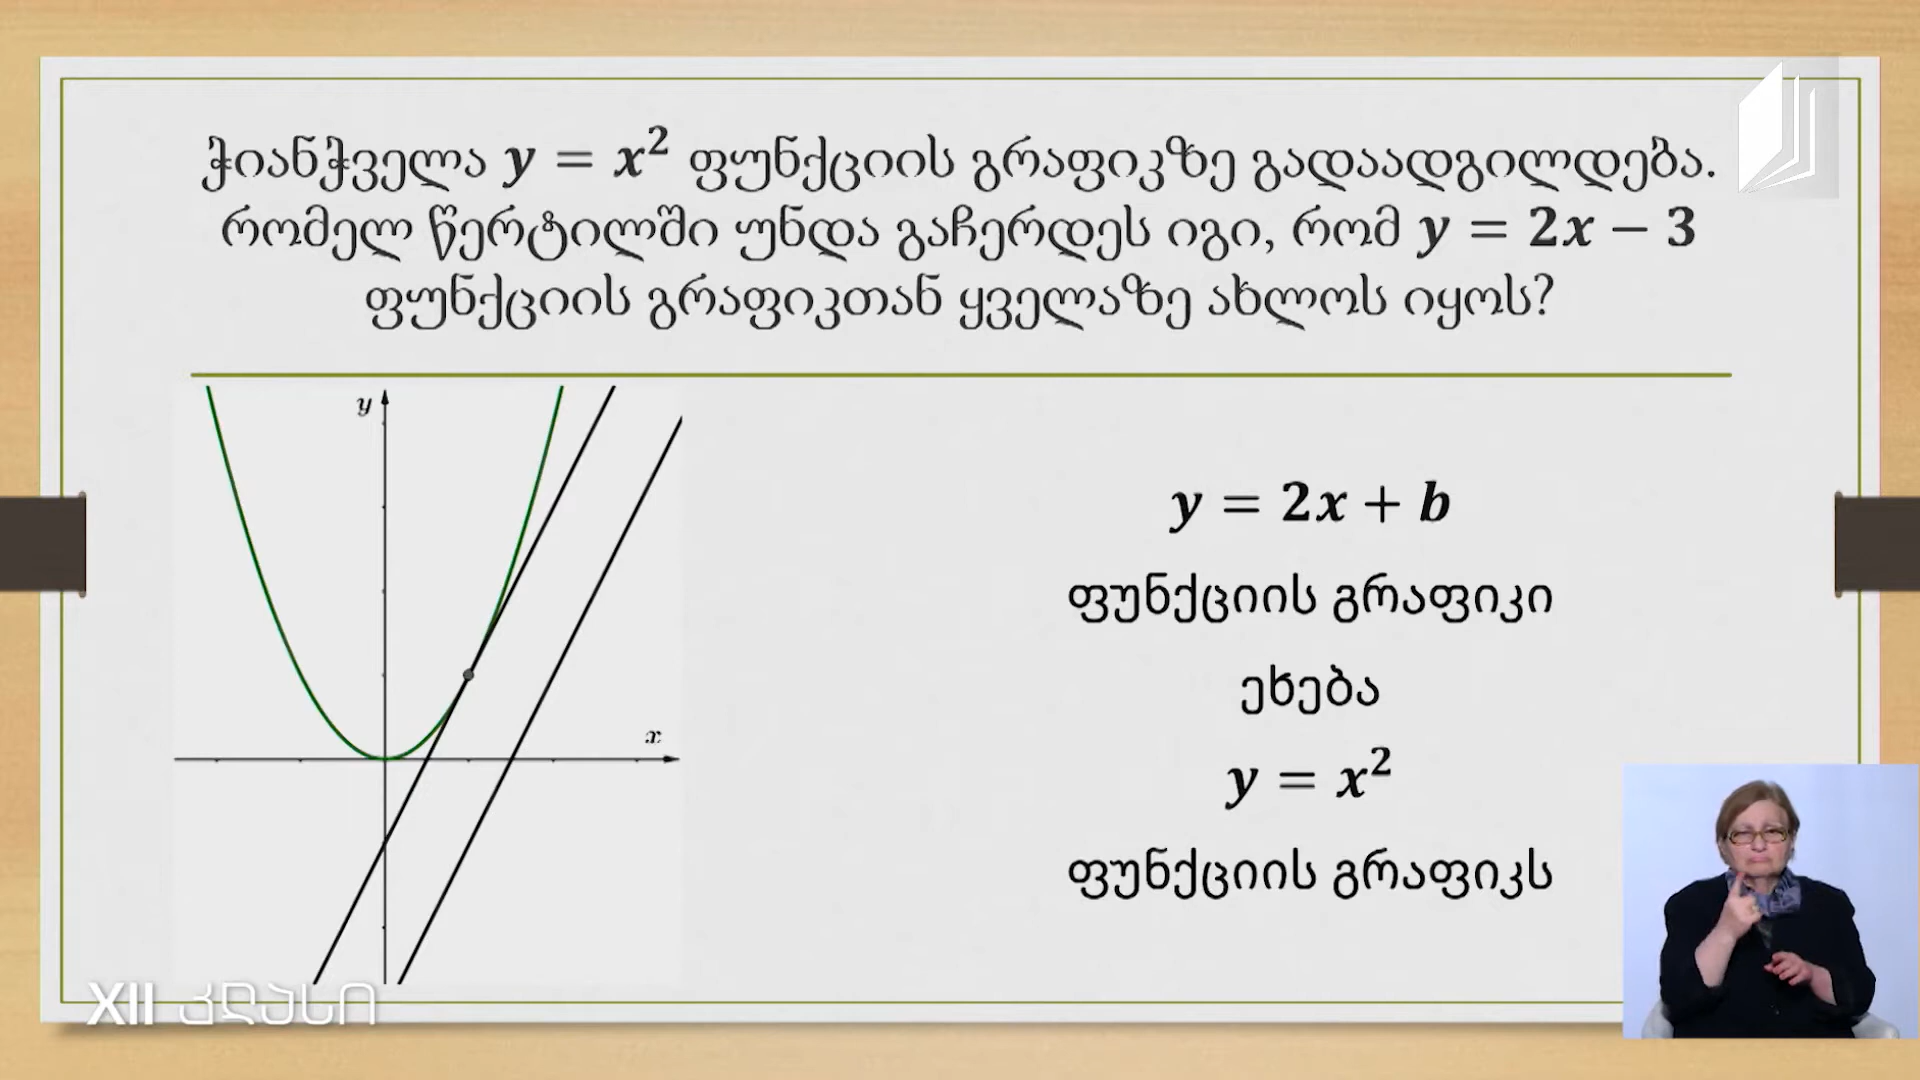 ჭიანჭველა y = x² ფუნქციის გრაფიკზე გადაადგილდება.
რომელ წერტილში უნდა გაჩერდეს იგი, რომ y = 2x − 3
ფუნქციის გრაფიკთან ყველაზე ახლოს იყოს?
y
x
y = 2x + b
ფუნქციის გრაფიკი
ეხება
y = x²
ფუნქციის გრაფიკს
XII კლასი